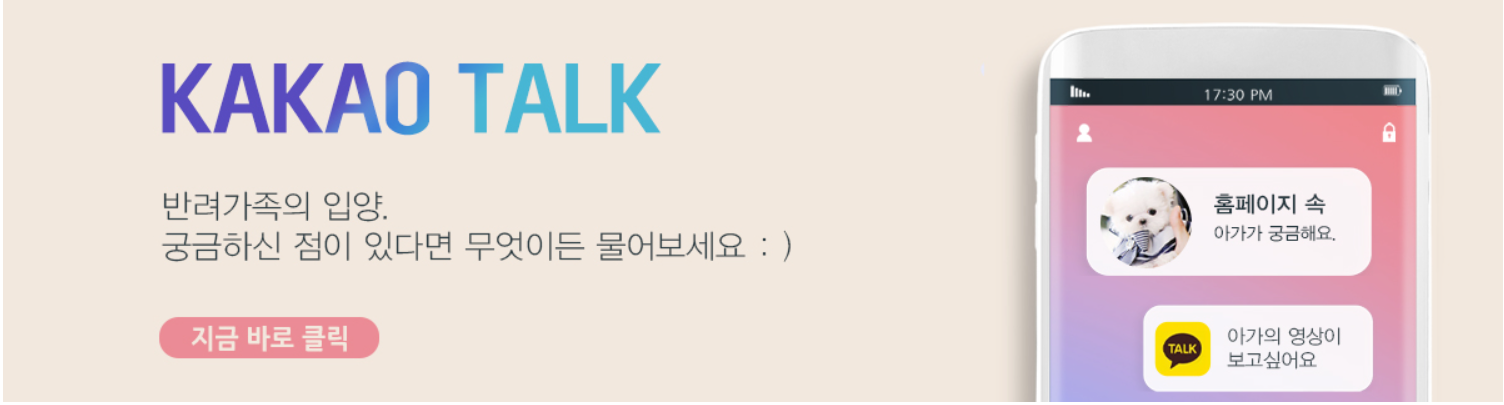 KAKAO TALK
반려가족의 입양.
궁금하신 점이 있다면 무엇이든 물어보세요 : )
지금 바로 클릭
17:30 PM
홈페이지 속
아가가 궁금해요.
TALK
아가의 영상이
보고싶어요